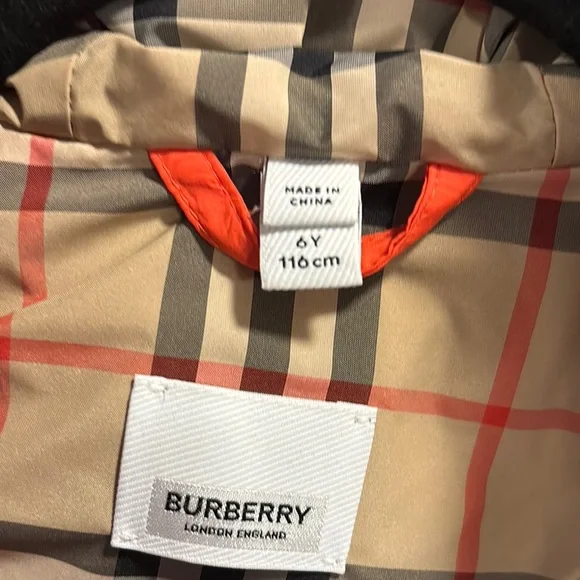 MADE IN
CHINA
6Y
116cm
BURBERRY
LONDON ENGLAND